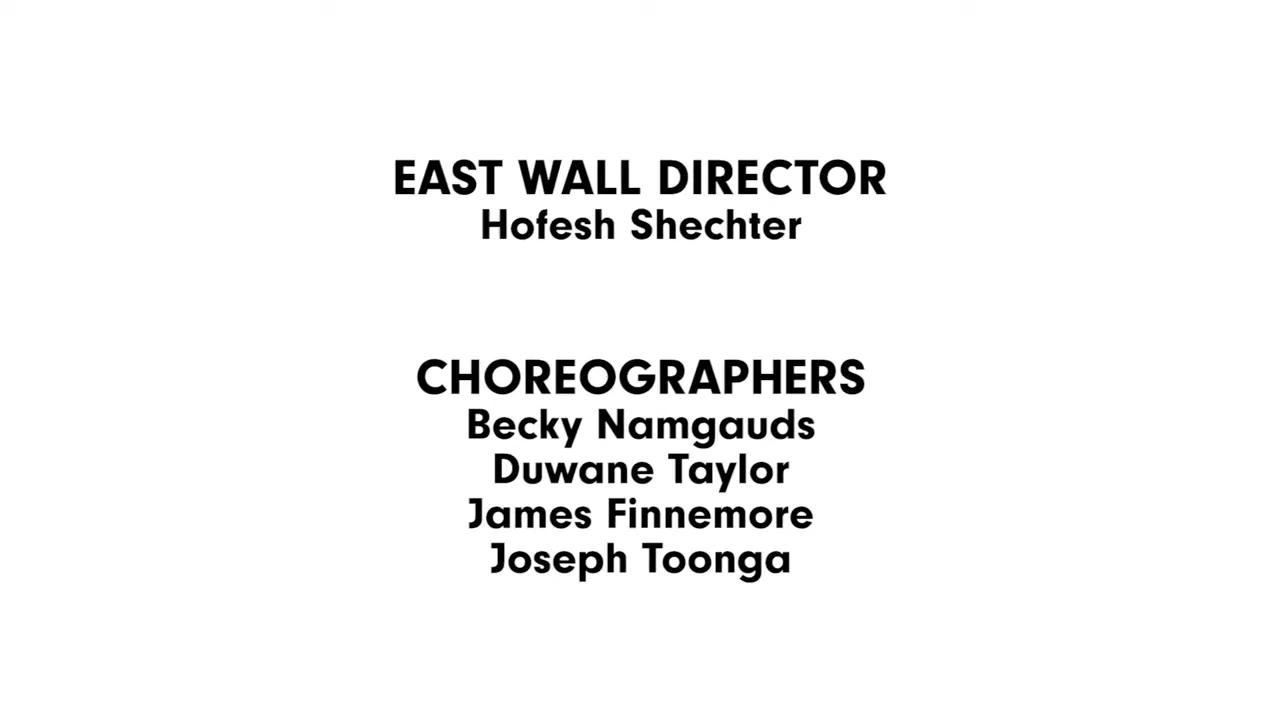 EAST WALL DIRECTOR
Hofesh Shechter
CHOREOGRAPHERS
Becky Namgauds
Duwane Taylor
James Finnemore
Joseph Toonga